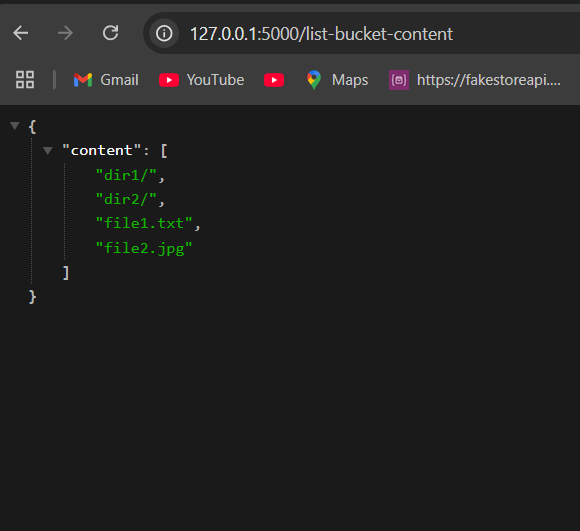 127.0.0.1:5000/list-bucket-content
Gmail YouTube Maps https://fakestoreapi....
{
"content": [
"dir1/",
"dir2/",
"file1.txt",
"file2.jpg"
]
}